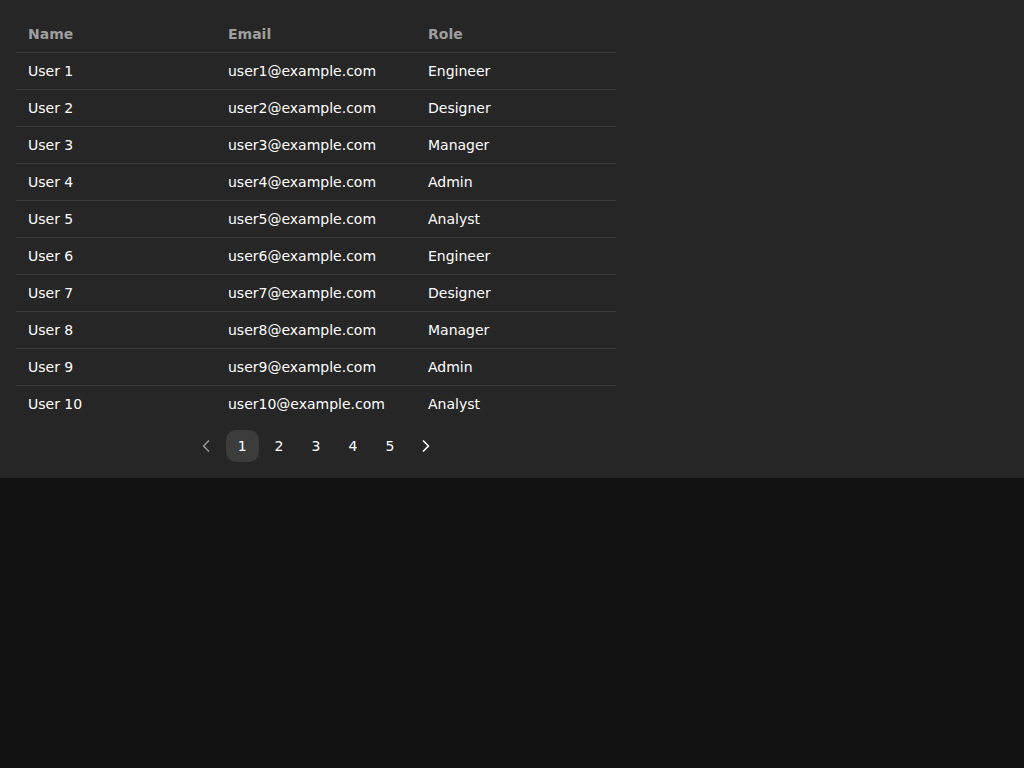 Name Email Role
User 1 user1@example.com Engineer
User 2 user2@example.com Designer
User 3 user3@example.com Manager
User 4 user4@example.com Admin
User 5 user5@example.com Analyst
User 6 user6@example.com Engineer
User 7 user7@example.com Designer
User 8 user8@example.com Manager
User 9 user9@example.com Admin
User 10 user10@example.com Analyst
1 2 3 4 5